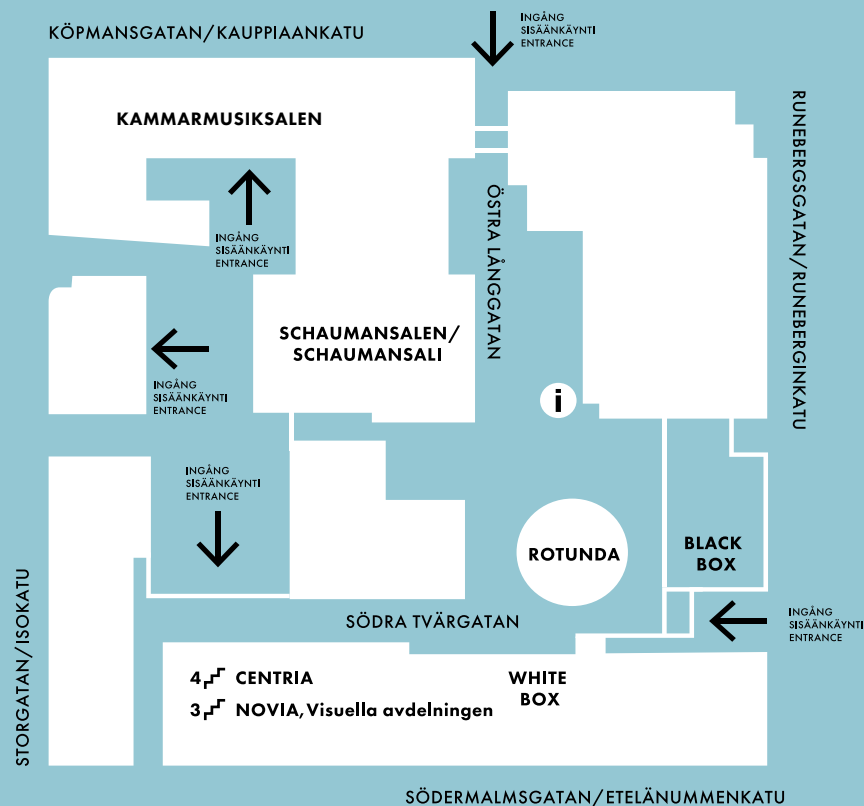 INGÅNG
SISÄÄNKÄYNTI
ENTRANCE
KÖPMANSGATAN/KAUPPIAANKATU
KAMMARMUSIKSALEN
RUNEBERGSGATAN/RUNEBERGINKATU
ÖSTRA LÅNGGATAN
INGÅNG
SISÄÄNKÄYNTI
ENTRANCE
SCHAUMANSALEN/
SCHAUMANSALI
INGÅNG
SISÄÄNKÄYNTI
ENTRANCE
i
INGÅNG
SISÄÄNKÄYNTI
ENTRANCE
ROTUNDA
BLACK
BOX
STORGATAN/ISOKATU
SÖDRA TVÄRGATAN
INGÅNG
SISÄÄNKÄYNTI
ENTRANCE
4 CENTRIA
3 NOVIA, Visuella avdelningen
WHITE
BOX
SÖDERMALMSGATAN/ETELÄNUMMENKATU